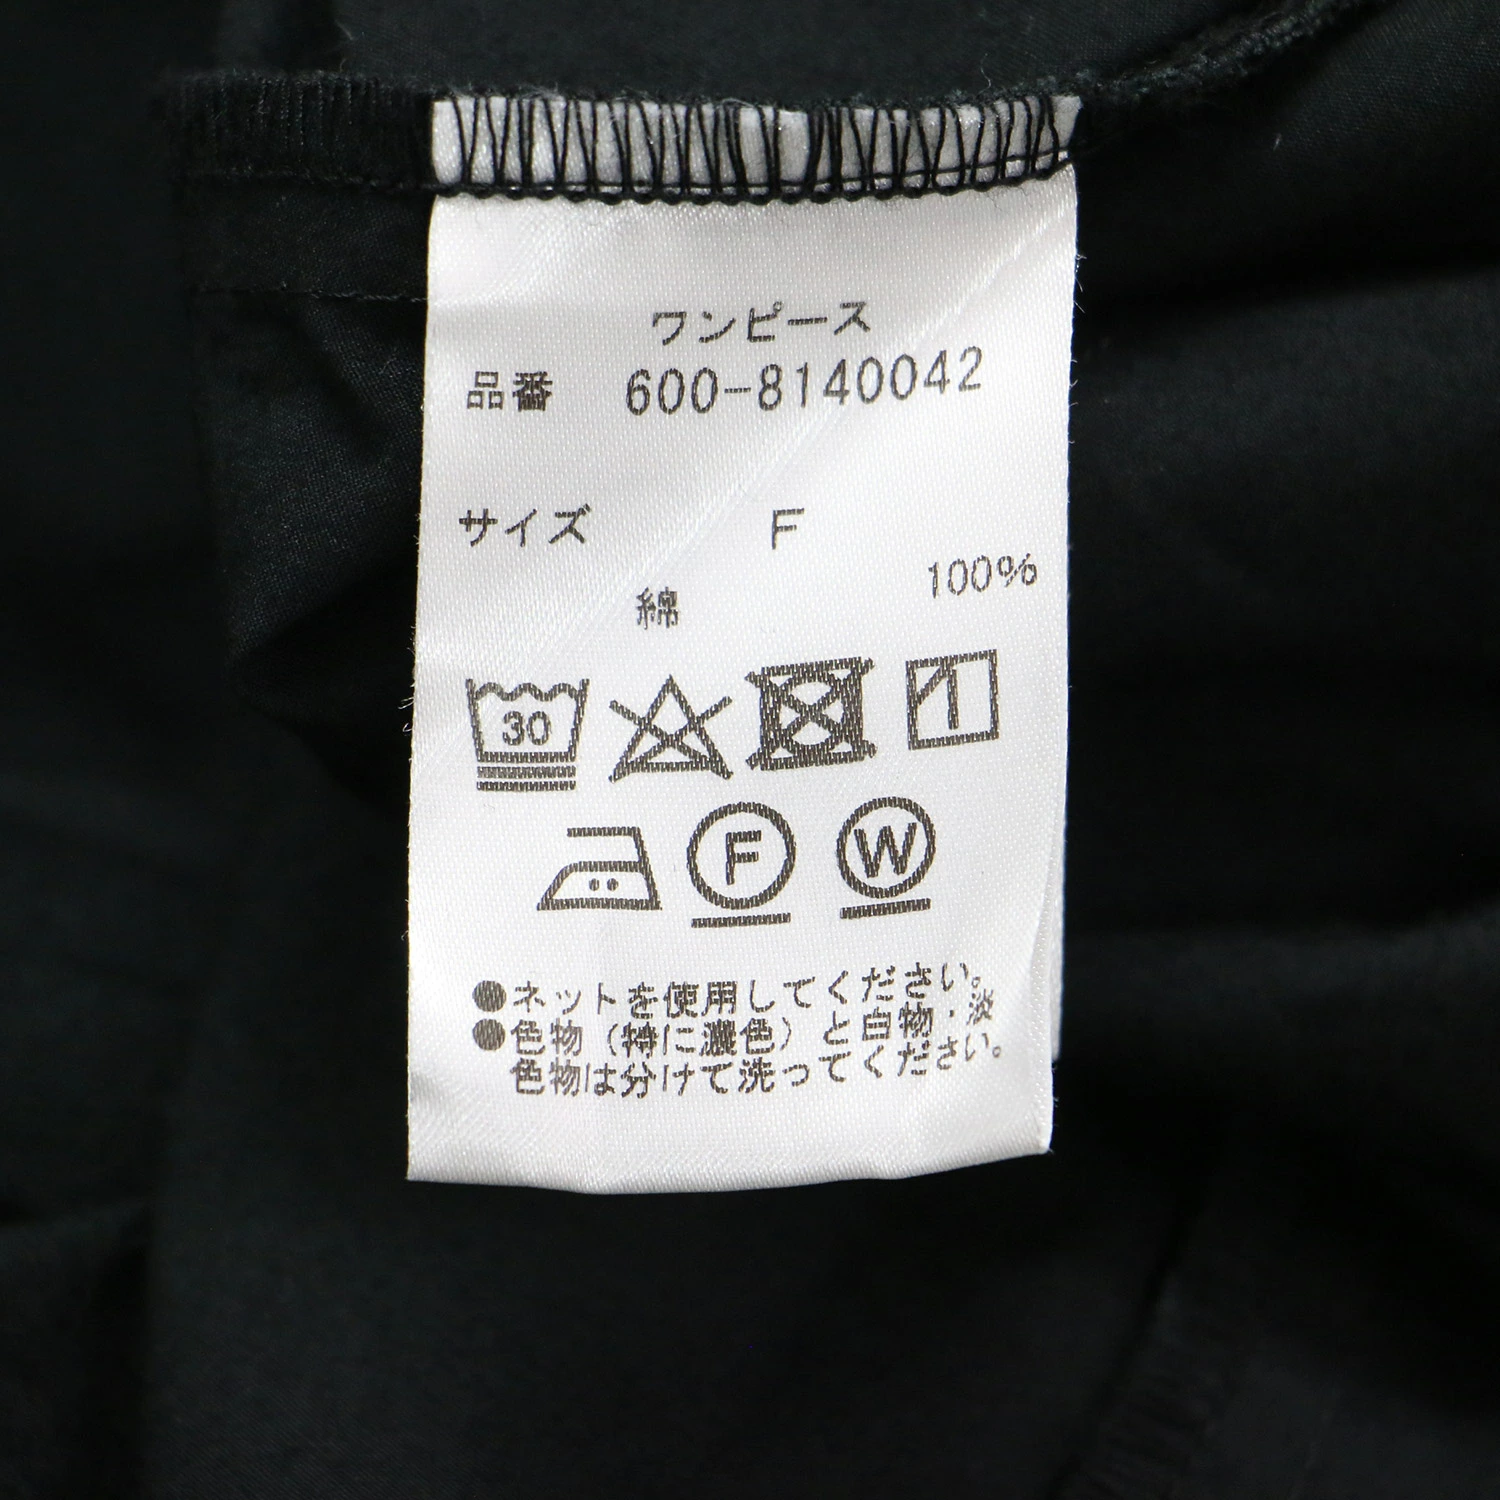 ワンピース
品番 600-8140042
サイズ F
綿 100%
30
F W
●ネットを使用してください。
●色物(特に濃色)と白物・淡
色物は分けて洗ってください。